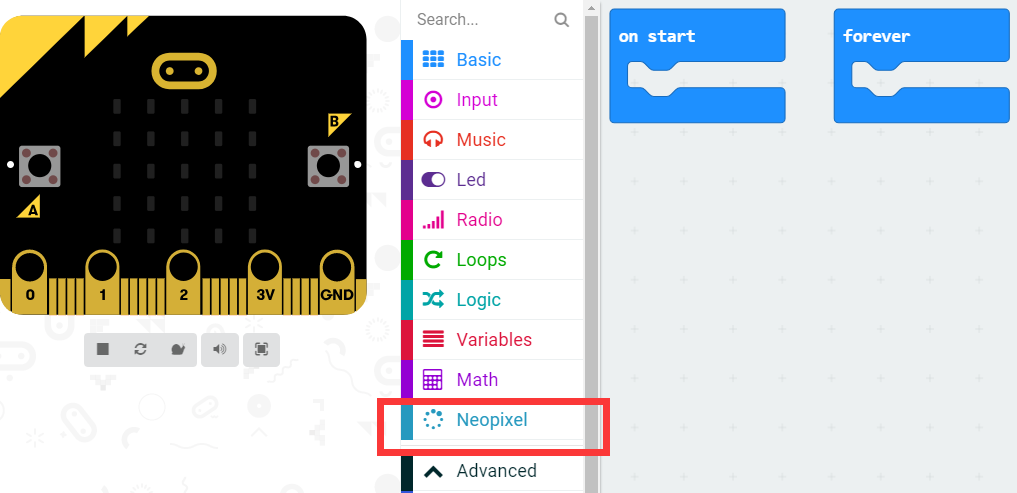 B
A
0
1
2
3V
GND
Search...
Basic
Input
Music
Led
Radio
Loops
Logic
Variables
Math
Neopixel
Advanced
on start
forever